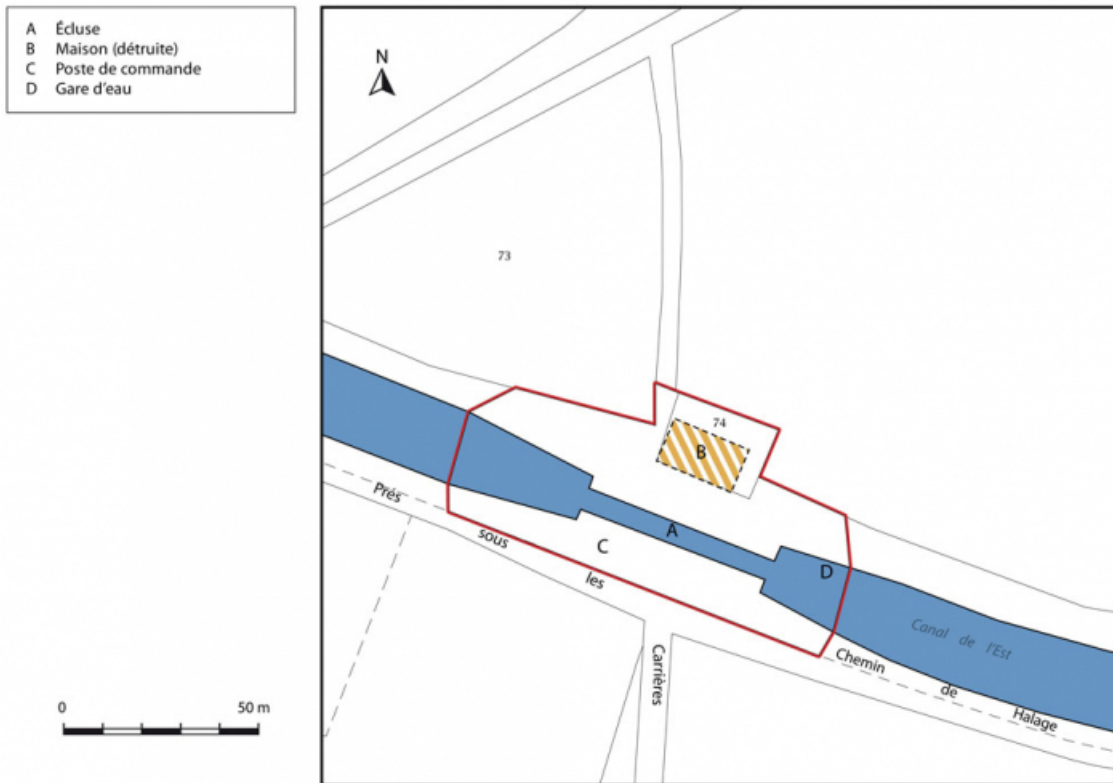 A Écluse
B Maison (détruite)
C Poste de commande
D Gare d'eau
N
73
74
B
A
C
D
Prés
sous
les
Carrières
Canal de l'Est
Chemin
de
Halage
0 50 m